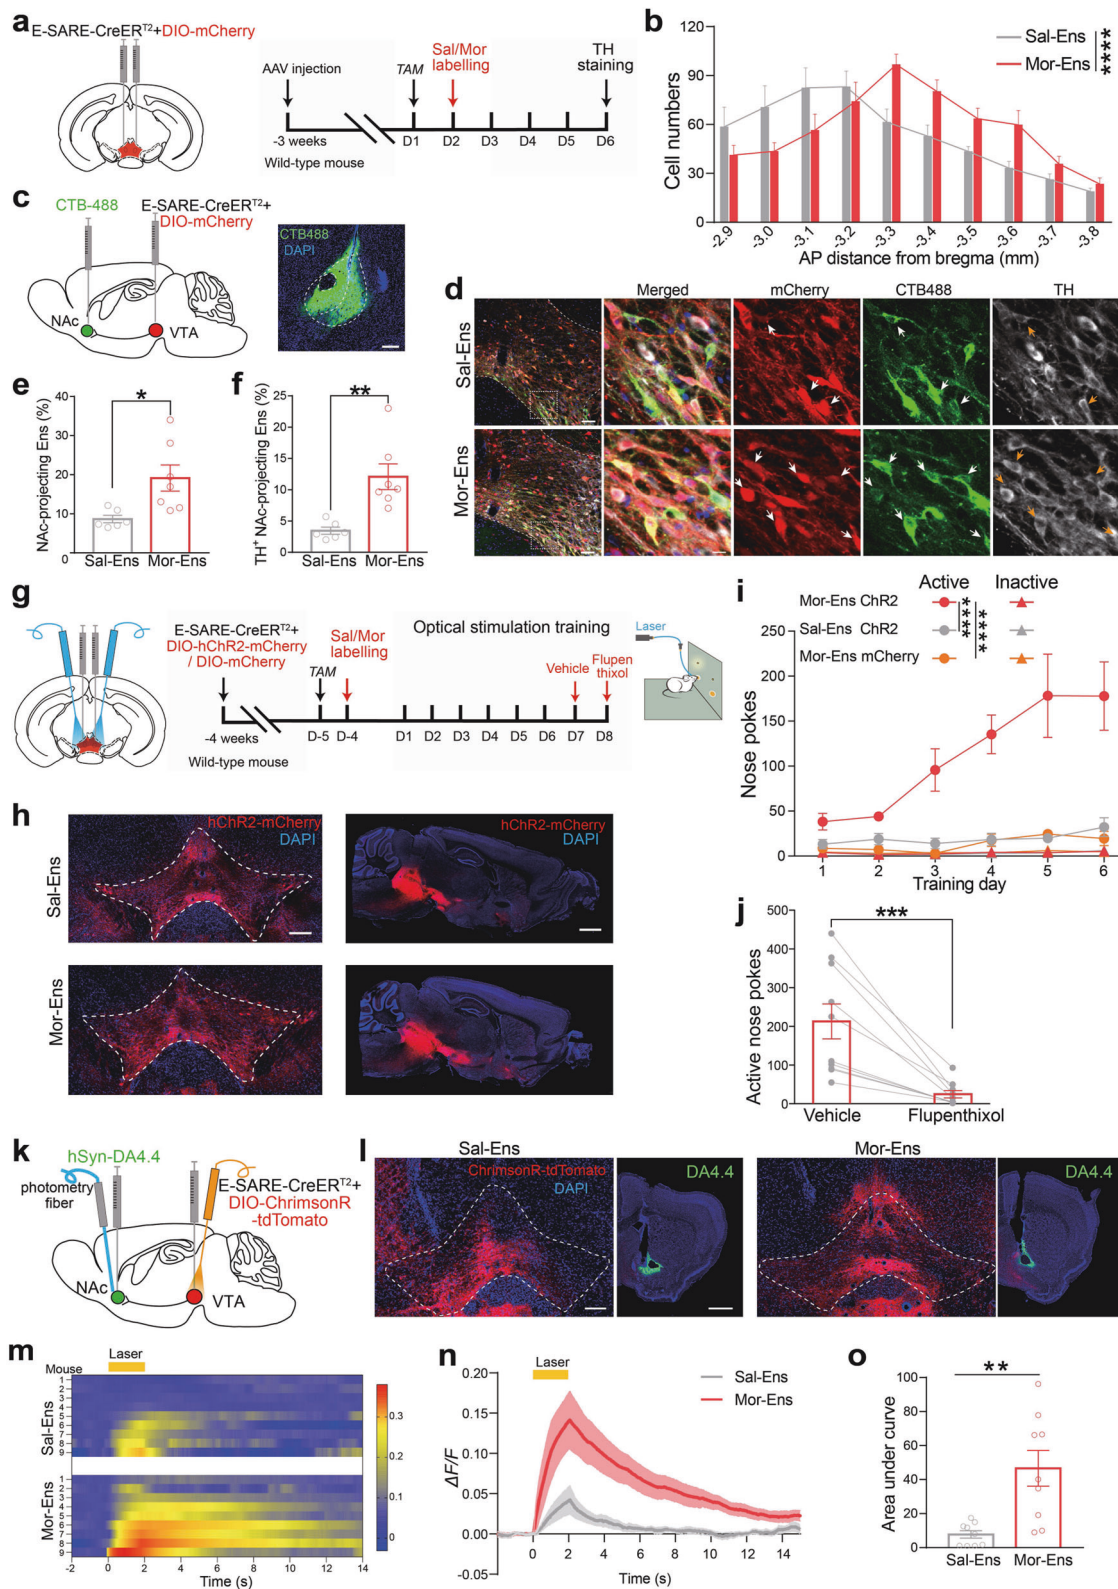 a
E-SARE-CreERT2+DIO-mCherry
AAV injection
TAM
Sal/Mor
labelling
TH
staining
-3 weeks
D1 D2 D3 D4 D5 D6
Wild-type mouse
b
Sal-Ens
Mor-Ens
****
Cell numbers
120
90
60
30
0
-2.9 -3.0 -3.1 -3.2 -3.3 -3.4 -3.5 -3.6 -3.7 -3.8
AP distance from bregma (mm)
c
CTB-488
E-SARE-CreERT2+
DIO-mCherry
NAc
VTA
CTB488
DAPI
d
Merged mCherry CTB488 TH
Sal-Ens
Mor-Ens
e
NAc-projecting Ens (%)
*
40
30
20
10
0
Sal-Ens Mor-Ens
f
TH+ NAc-projecting Ens (%)
**
25
20
15
10
5
0
Sal-Ens Mor-Ens
g
E-SARE-CreERT2+
DIO-hChR2-mCherry
/ DIO-mCherry
TAM
Sal/Mor
labelling
Optical stimulation training
Vehicle
Flupen
thixol
Laser
-4 weeks
D-5 D-4 D1 D2 D3 D4 D5 D6 D7 D8
Wild-type mouse
h
hChR2-mCherry
DAPI
hChR2-mCherry
DAPI
Sal-Ens
Mor-Ens
i
Active Inactive
Mor-Ens ChR2
Sal-Ens ChR2
Mor-Ens mCherry
****
****
Nose pokes
250
200
150
100
50
0
1 2 3 4 5 6
Training day
j
***
Active nose pokes
500
400
300
200
100
0
Vehicle Flupenthixol
k
hSyn-DA4.4
photometry
fiber
E-SARE-CreERT2+
DIO-ChrimsonR
-tdTomato
NAc
VTA
l
Sal-Ens
ChrimsonR-tdTomato
DAPI
DA4.4
Mor-Ens
DA4.4
m
Mouse
Laser
Sal-Ens
1
2
3
4
5
6
7
8
9
Mor-Ens
1
2
3
4
5
6
7
8
9
-2 0 2 4 6 8 10 12 14
Time (s)
0.3
0.2
0.1
0
n
Laser
Sal-Ens
Mor-Ens
ΔF/F
0.20
0.15
0.10
0.05
0.00
-0.05
0 2 4 6 8 10 12 14
Time (s)
o
**
Area under curve
100
80
60
40
20
0
Sal-Ens Mor-Ens